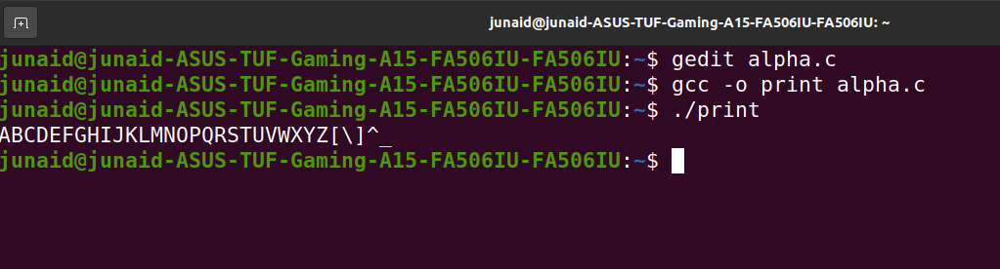 junaid@junaid-ASUS-TUF-Gaming-A15-FA506IU-FA506IU: ~
junaid@junaid-ASUS-TUF-Gaming-A15-FA506IU-FA506IU:~$ gedit alpha.c
junaid@junaid-ASUS-TUF-Gaming-A15-FA506IU-FA506IU:~$ gcc -o print alpha.c
junaid@junaid-ASUS-TUF-Gaming-A15-FA506IU-FA506IU:~$ ./print
ABCDEFGHIJKLMNOPQRSTUVWXYZ[\]^_
junaid@junaid-ASUS-TUF-Gaming-A15-FA506IU-FA506IU:~$